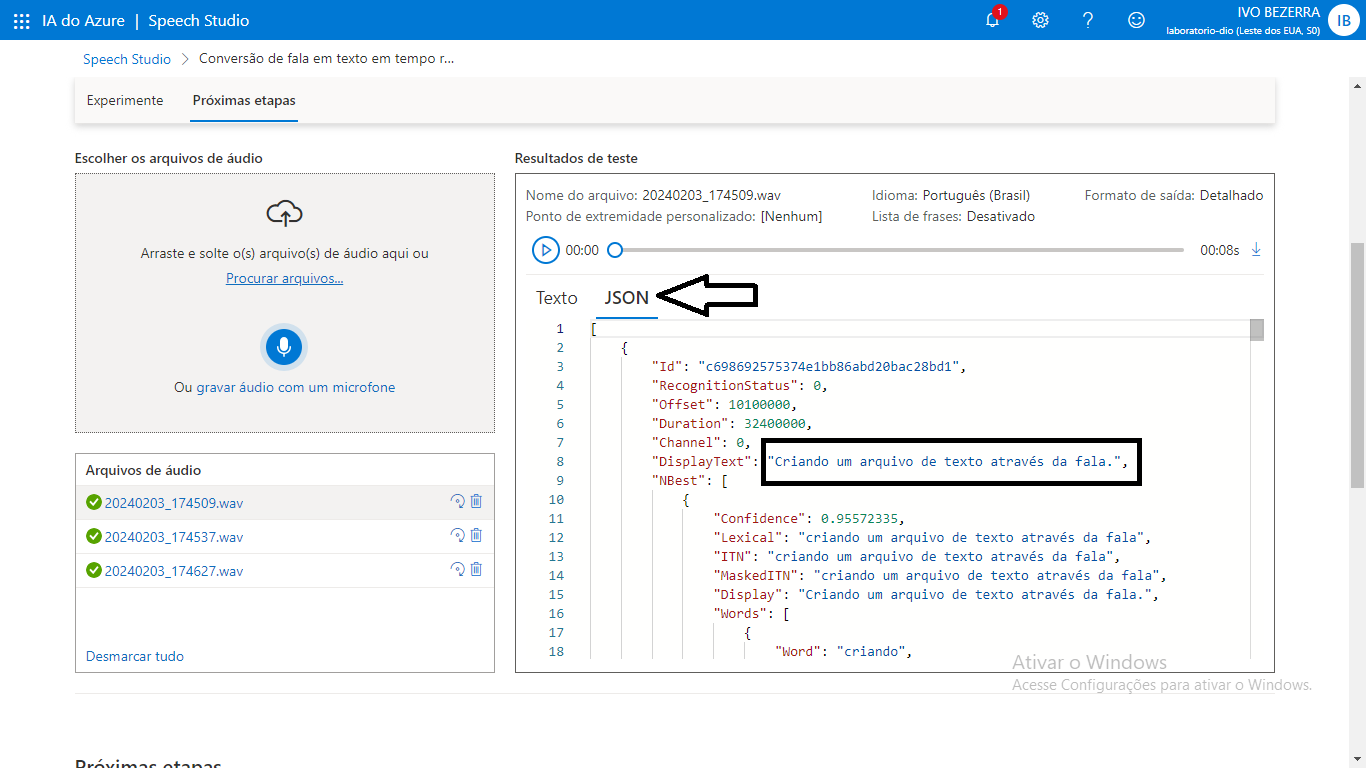 IA do Azure | Speech Studio
1
IVO BEZERRA
laboratorio-dio (Leste dos EUA, S0)
IB
Speech Studio > Conversão de fala em texto em tempo r...
Experimente Próximas etapas
Escolher os arquivos de áudio
Arraste e solte o(s) arquivo(s) de áudio aqui ou
Procurar arquivos...
Ou gravar áudio com um microfone
Arquivos de áudio
20240203_174509.wav
20240203_174537.wav
20240203_174627.wav
Desmarcar tudo
Resultados de teste
Nome do arquivo: 20240203_174509.wav Idioma: Português (Brasil) Formato de saída: Detalhado
Ponto de extremidade personalizado: [Nenhum] Lista de frases: Desativado
00:00 00:08s
Texto JSON
1 [
2 {
3 "Id": "c698692575374e1bb86abd20bac28bd1",
4 "RecognitionStatus": 0,
5 "Offset": 10100000,
6 "Duration": 32400000,
7 "Channel": 0,
8 "DisplayText": "Criando um arquivo de texto através da fala.",
9 "NBest": [
10 {
11 "Confidence": 0.95572335,
12 "Lexical": "criando um arquivo de texto através da fala",
13 "ITN": "criando um arquivo de texto através da fala",
14 "MaskedITN": "criando um arquivo de texto através da fala",
15 "Display": "Criando um arquivo de texto através da fala.",
16 "Words": [
17 {
18 "Word": "criando",
Ativar o Windows
Acesse Configurações para ativar o Windows.
Próximas etapas